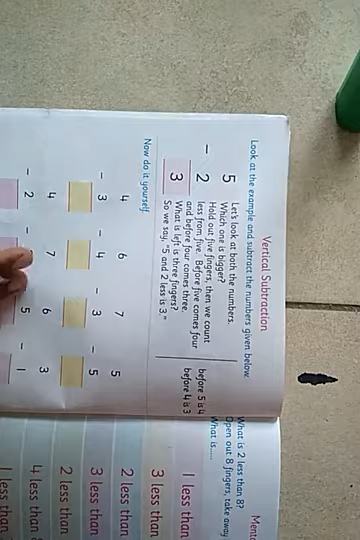 Vertical Subtraction
Look at the example and subtract the numbers given below.
5
- 2
3
Let's look at both the numbers.
Which one is bigger?
Hold out five fingers, then we count
less from five. Before five comes four
and before four comes three.
What is left is three fingers?
So we say, "5 and 2 less is 3."
before 5 is 4
before 4 is 3
Now do it yourself.
4 6 7 5
- 3 - 4 - 3 - 5
4 7 6 3
- 2 - 5 - 1
What is 2 less than 8?
Open out 8 fingers, take away
What is.....
1 less than
3 less than
2 less than
3 less than
2 less than
4 less than
1 less than